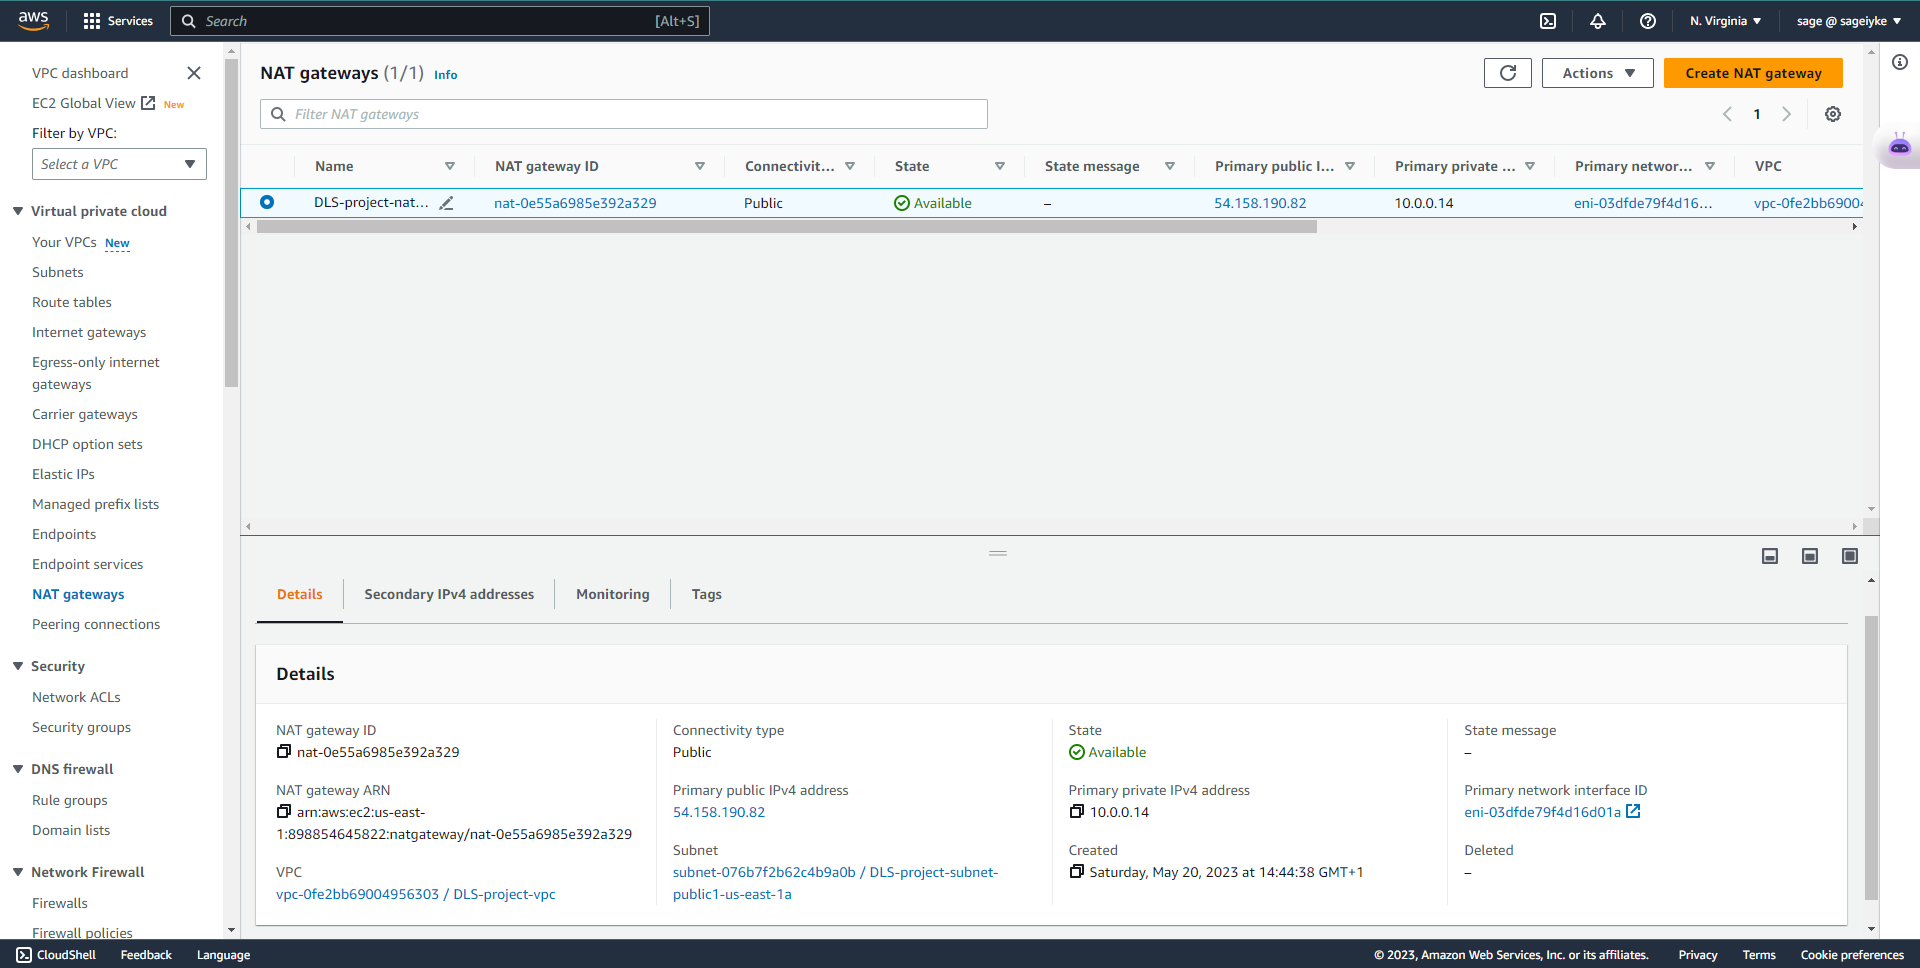 aws
Services
Search
[Alt+S]
N. Virginia
sage @ sageiyke
VPC dashboard
EC2 Global View
New
Filter by VPC:
Select a VPC
Virtual private cloud
Your VPCs New
Subnets
Route tables
Internet gateways
Egress-only internet
gateways
Carrier gateways
DHCP option sets
Elastic IPs
Managed prefix lists
Endpoints
Endpoint services
NAT gateways
Peering connections
Security
Network ACLs
Security groups
DNS firewall
Rule groups
Domain lists
Network Firewall
Firewalls
Firewall policies
NAT gateways (1/1) Info
Actions
Create NAT gateway
Filter NAT gateways
1
Name
NAT gateway ID
Connectivit...
State
State message
Primary public I...
Primary private ...
Primary networ...
VPC
DLS-project-nat...
nat-0e55a6985e392a329
Public
Available
–
54.158.190.82
10.0.0.14
eni-03dfde79f4d16...
vpc-0fe2bb69004
Details
Secondary IPv4 addresses
Monitoring
Tags
Details
NAT gateway ID
nat-0e55a6985e392a329
NAT gateway ARN
arn:aws:ec2:us-east-
1:898854645822:natgateway/nat-0e55a6985e392a329
VPC
vpc-0fe2bb69004956303 / DLS-project-vpc
Connectivity type
Public
Primary public IPv4 address
54.158.190.82
Subnet
subnet-076b7f2b62c4b9a0b / DLS-project-subnet-
public1-us-east-1a
State
Available
Primary private IPv4 address
10.0.0.14
Created
Saturday, May 20, 2023 at 14:44:38 GMT+1
State message
–
Primary network interface ID
eni-03dfde79f4d16d01a
Deleted
–
CloudShell
Feedback
Language
© 2023, Amazon Web Services, Inc. or its affiliates.
Privacy
Terms
Cookie preferences